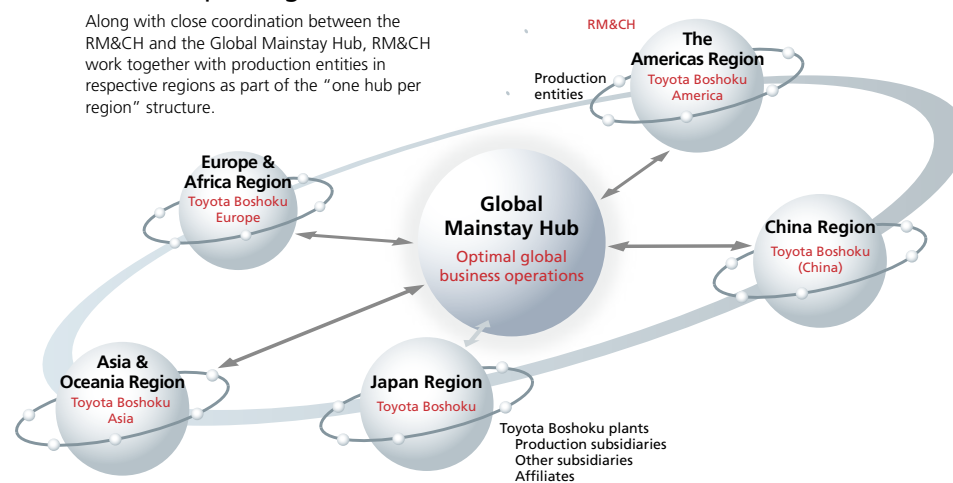 Along with close coordination between the
RM&CH and the Global Mainstay Hub, RM&CH
work together with production entities in
respective regions as part of the “one hub per
region” structure.
RM&CH
The
Americas Region
Toyota Boshoku
America
Production
entities
Europe &
Africa Region
Toyota Boshoku
Europe
Global
Mainstay Hub
Optimal global
business operations
China Region
Toyota Boshoku
(China)
Asia &
Oceania Region
Toyota Boshoku
Asia
Japan Region
Toyota Boshoku
Toyota Boshoku plants
Production subsidiaries
Other subsidiaries
Affiliates